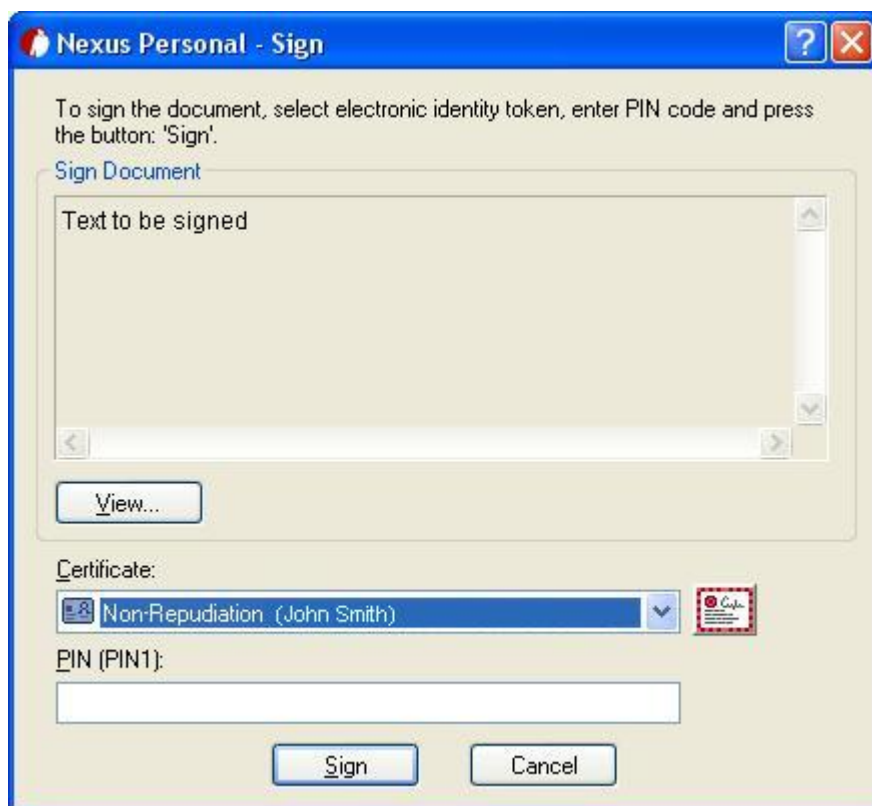 Nexus Personal - Sign
To sign the document, select electronic identity token, enter PIN code and press
the button: 'Sign'.
Sign Document
Text to be signed
View...
Certificate:
Non-Repudiation (John Smith)
PIN (PIN1):
Sign
Cancel